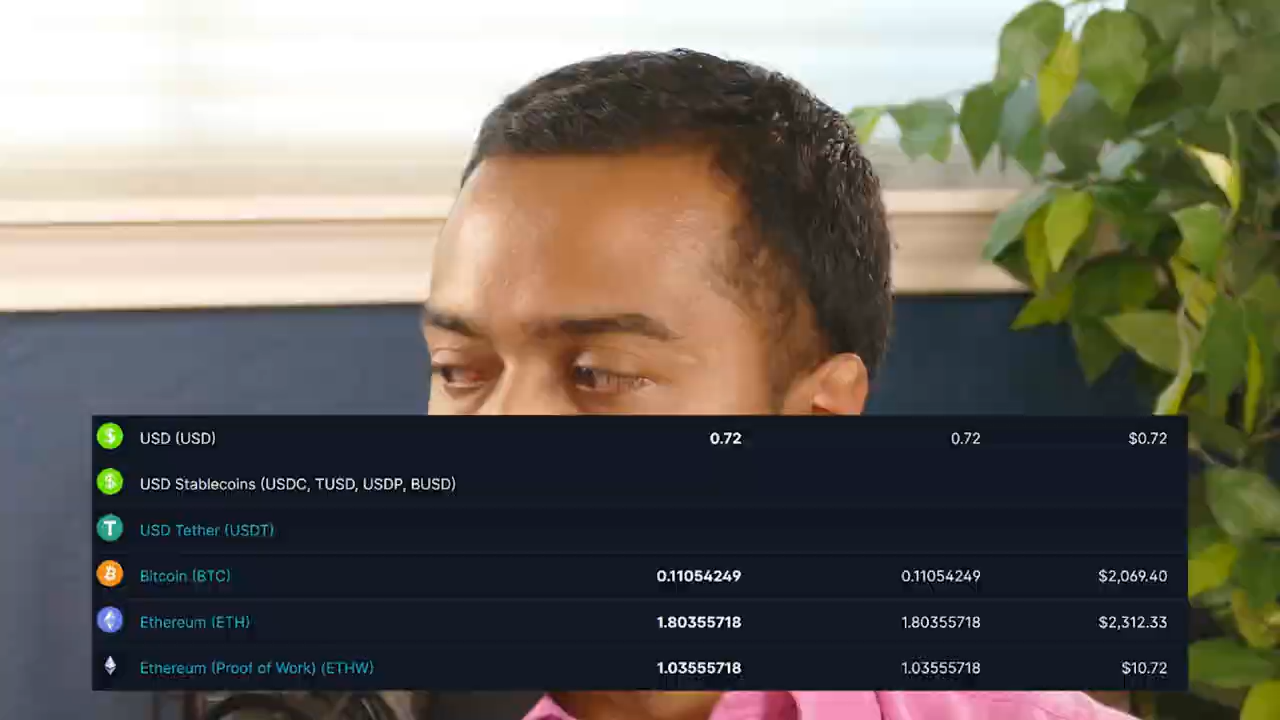 USD (USD) 0.72 0.72 $0.72
USD Stablecoins (USDC, TUSD, USDP, BUSD)
USD Tether (USDT)
Bitcoin (BTC) 0.11054249 0.11054249 $2,069.40
Ethereum (ETH) 1.80355718 1.80355718 $2,312.33
Ethereum (Proof of Work) (ETHW) 1.03555718 1.03555718 $10.72